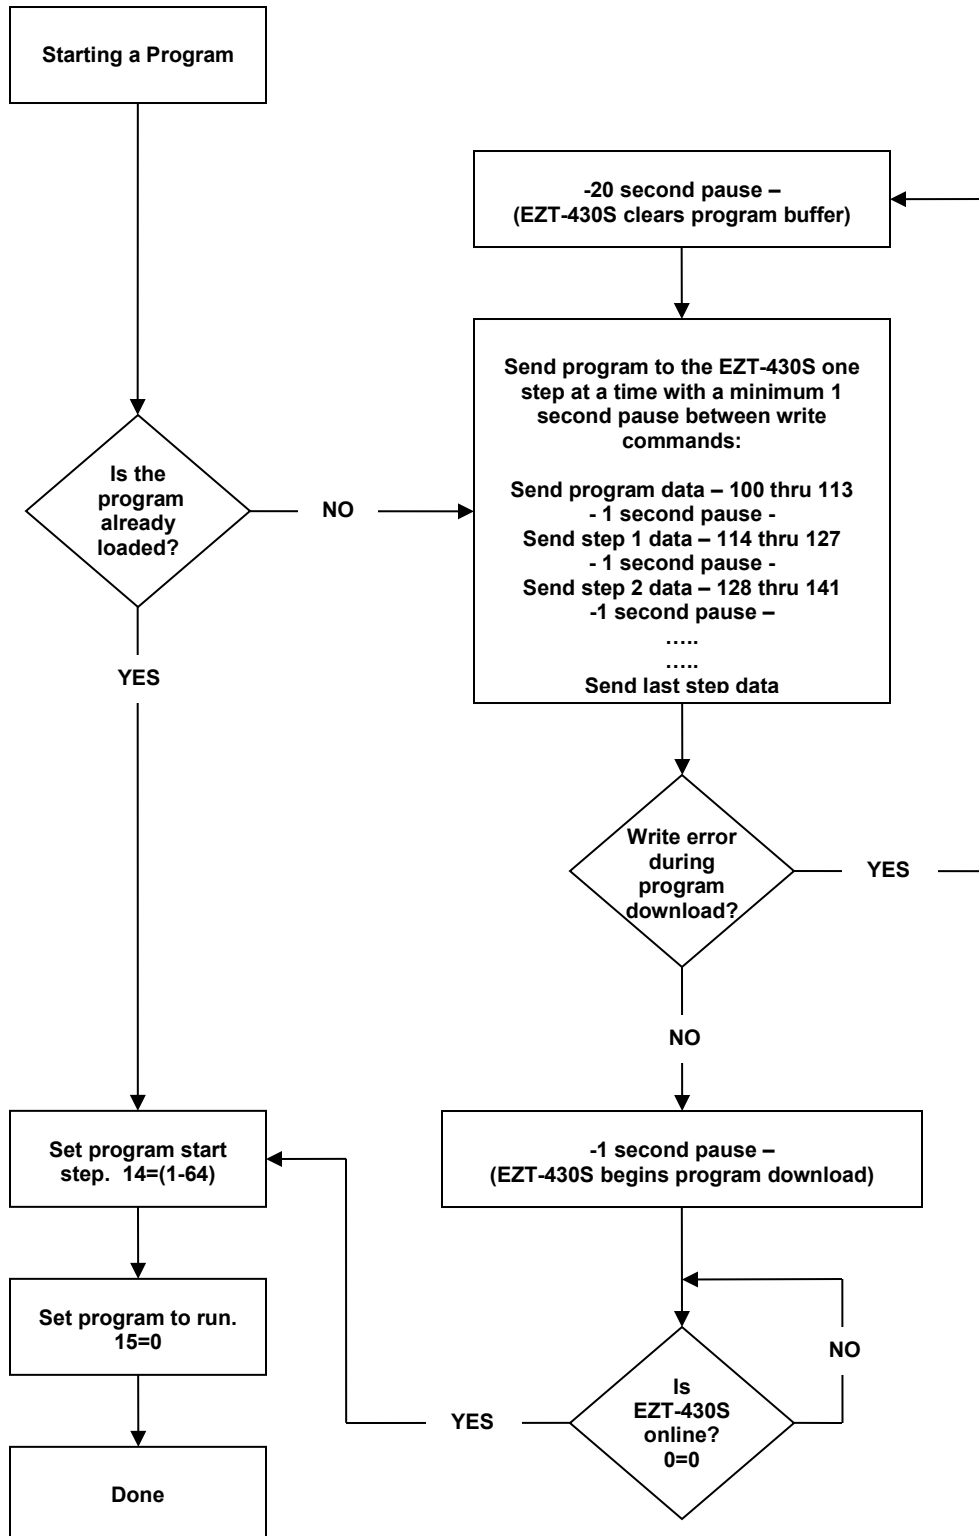 Starting a Program
-20 second pause –
(EZT-430S clears program buffer)
Send program to the EZT-430S one
step at a time with a minimum 1
second pause between write
commands:
Send program data – 100 thru 113
- 1 second pause -
Send step 1 data – 114 thru 127
- 1 second pause -
Send step 2 data – 128 thru 141
-1 second pause –
…..
…..
Send last step data
Is the
program
already
loaded?
NO
YES
Write error
during
program
download?
YES
NO
Set program start
step. 14=(1-64)
-1 second pause –
(EZT-430S begins program download)
Set program to run.
15=0
NO
Is
EZT-430S
online?
0=0
YES
Done